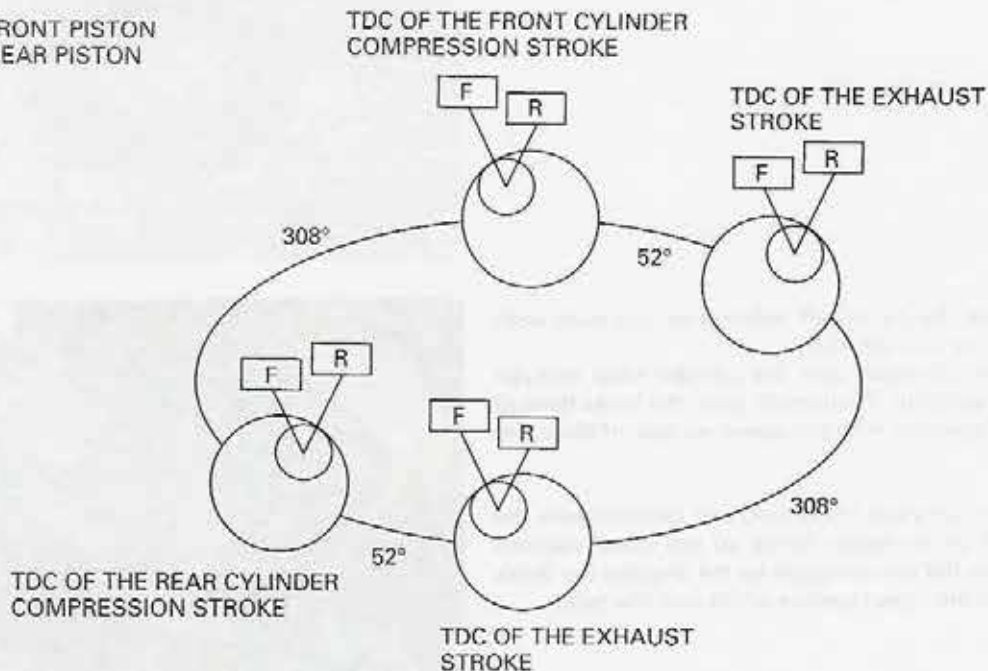 RONT PISTON
EAR PISTON
TDC OF THE FRONT CYLINDER
COMPRESSION STROKE
F
R
TDC OF THE EXHAUST
STROKE
F
R
308°
52°
F
R
F
R
308°
52°
TDC OF THE REAR CYLINDER
COMPRESSION STROKE
TDC OF THE EXHAUST
STROKE